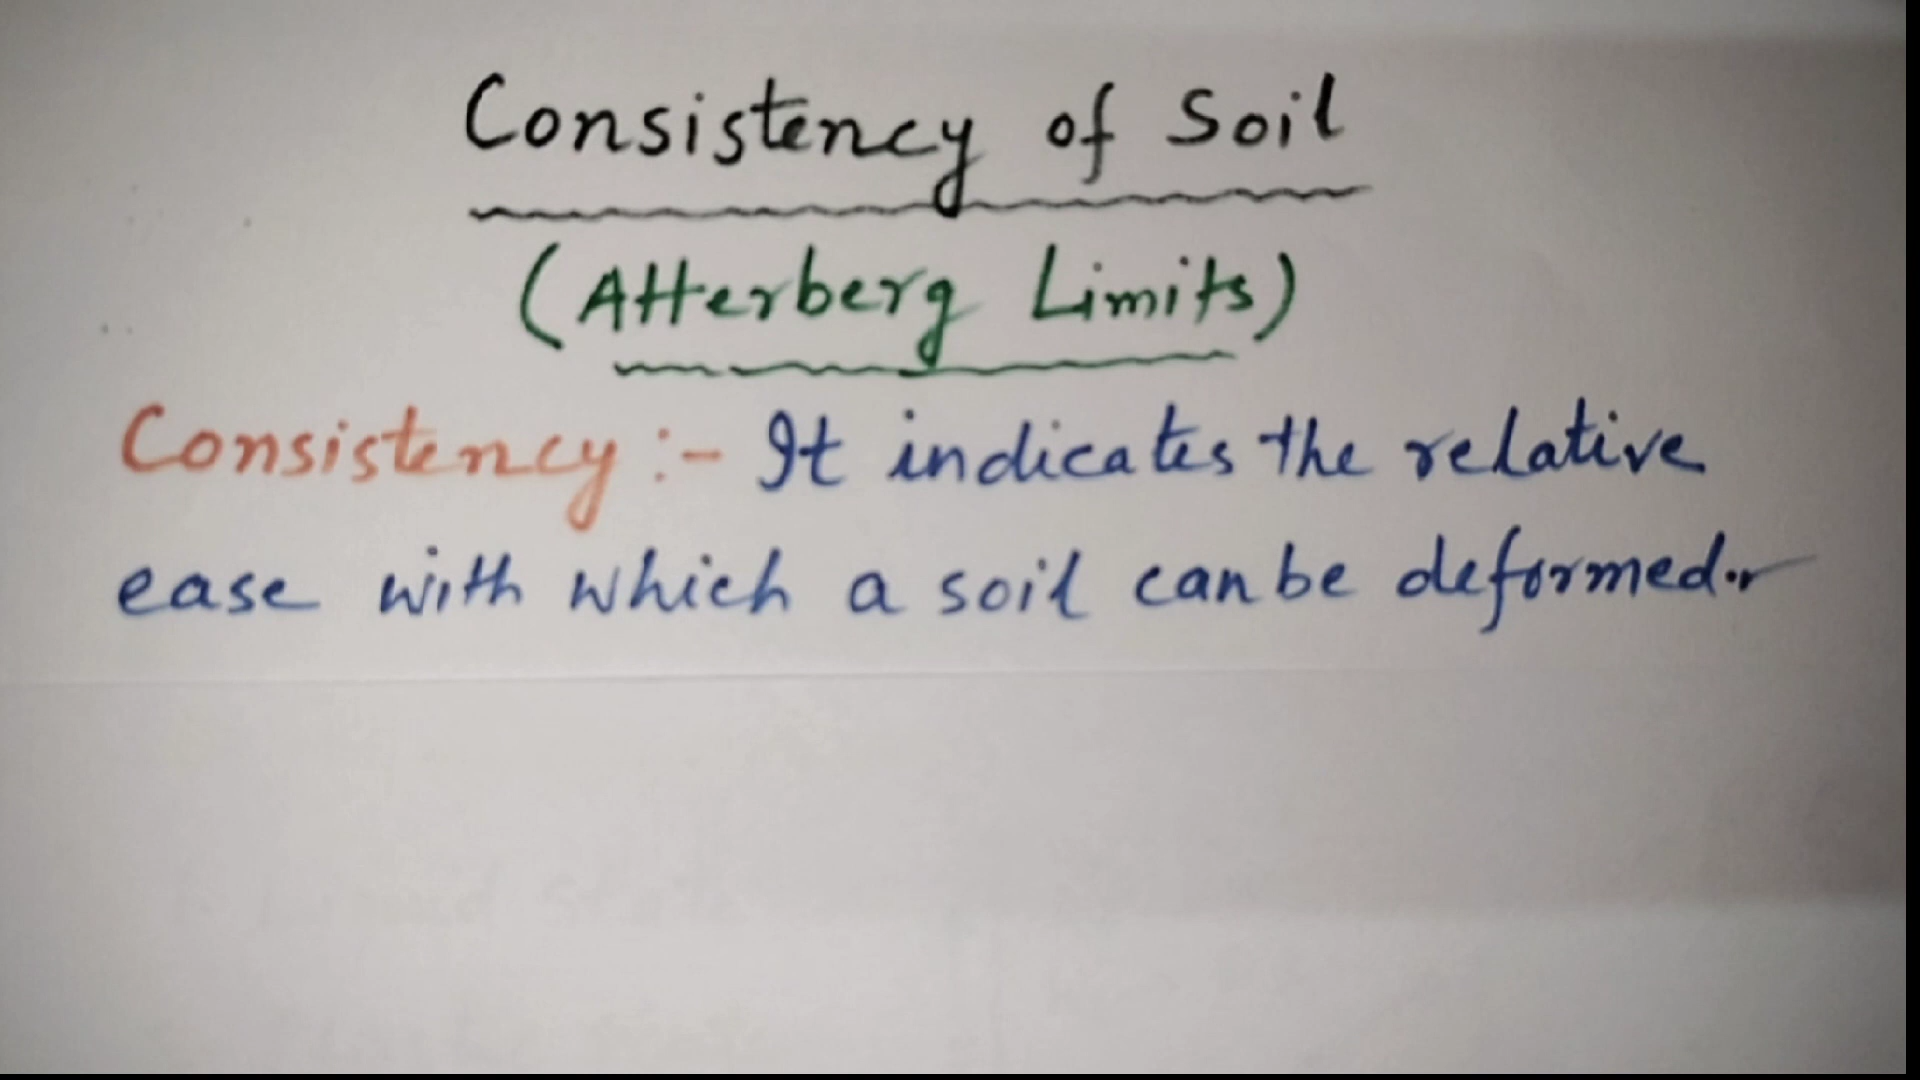 Consistency of Soil
(Atterberg Limits)
Consistency :- It indicates the relative
ease with which a soil can be deformed.